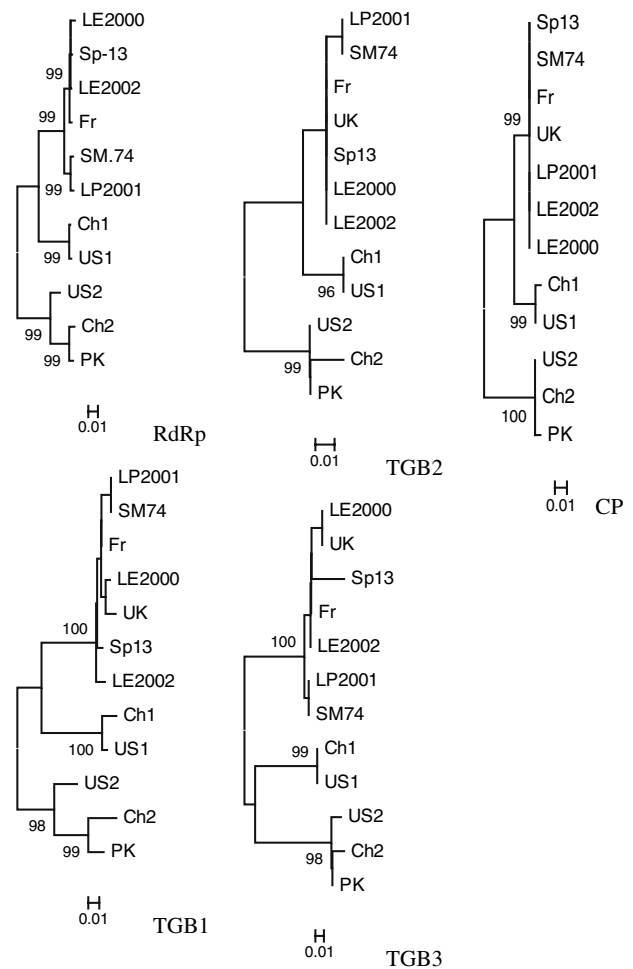 LE2000
Sp-13
99
LE2002
Fr
99
SM.74
99
LP2001
Ch1
99
US1
US2
99
Ch2
99
PK
0.01
RdRp
LP2001
SM74
Fr
UK
Sp13
LE2000
LE2002
Ch1
96
US1
US2
99
Ch2
PK
0.01
TGB2
Sp13
SM74
Fr
99
UK
LP2001
LE2002
LE2000
Ch1
99
US1
US2
Ch2
100
PK
0.01
CP
LP2001
SM74
Fr
LE2000
UK
100
Sp13
LE2002
Ch1
100
US1
US2
98
Ch2
99
PK
0.01
TGB1
LE2000
UK
Sp13
Fr
100
LE2002
LP2001
SM74
99
Ch1
US1
US2
98
Ch2
PK
0.01
TGB3